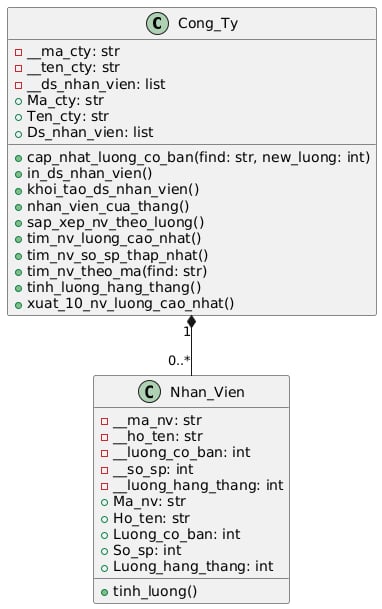 C Cong_Ty
__ma_cty: str
__ten_cty: str
__ds_nhan_vien: list
Ma_cty: str
Ten_cty: str
Ds_nhan_vien: list
cap_nhat_luong_co_ban(find: str, new_luong: int)
in_ds_nhan_vien()
khoi_tao_ds_nhan_vien()
nhan_vien_cua_thang()
sap_xep_nv_theo_luong()
tim_nv_luong_cao_nhat()
tim_nv_so_sp_thap_nhat()
tim_nv_theo_ma(find: str)
tinh_luong_hang_thang()
xuat_10_nv_luong_cao_nhat()
1
0..*
C Nhan_Vien
__ma_nv: str
__ho_ten: str
__luong_co_ban: int
__so_sp: int
__luong_hang_thang: int
Ma_nv: str
Ho_ten: str
Luong_co_ban: int
So_sp: int
Luong_hang_thang: int
tinh_luong()